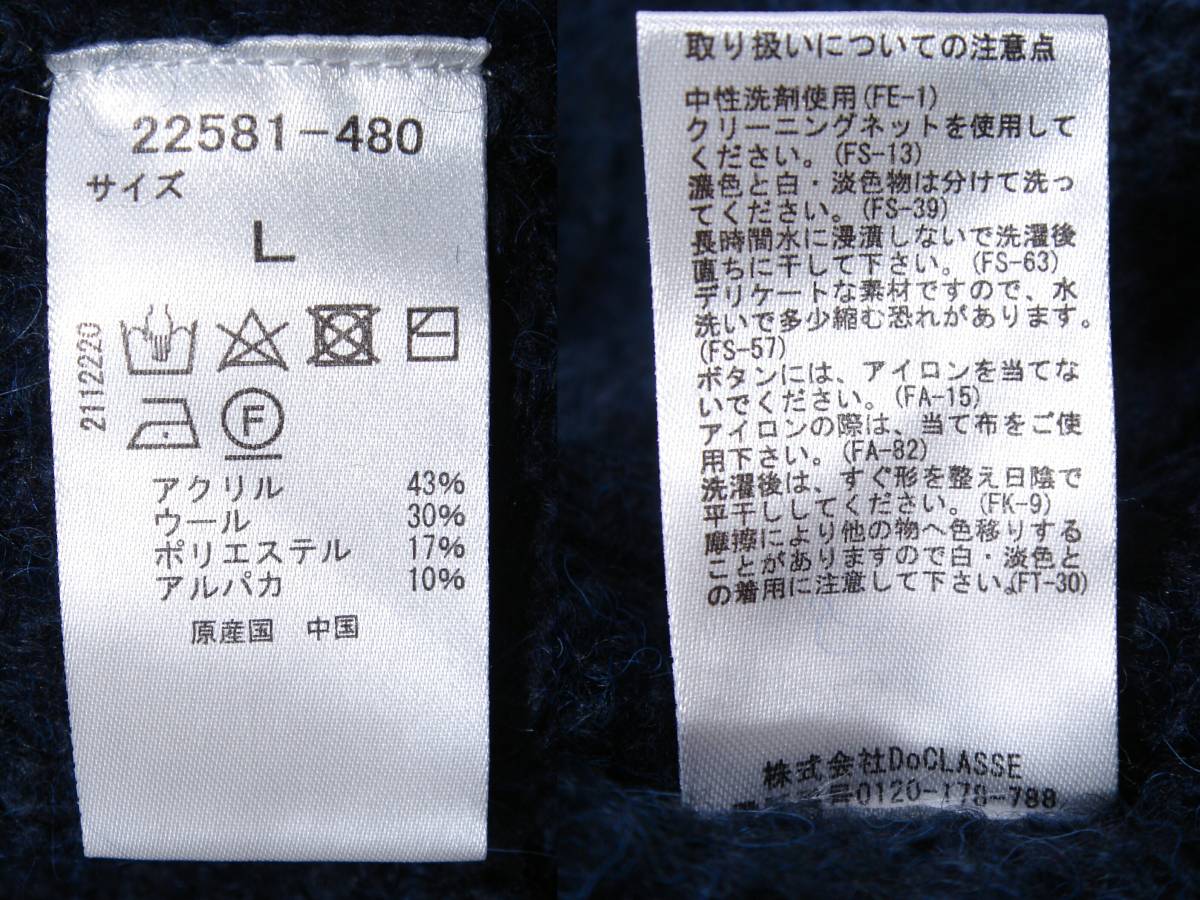 22581-480
サイズ
L
2112220
F
アクリル 43%
ウール 30%
ポリエステル 17%
アルパカ 10%
原産国 中国
取り扱いについての注意点
中性洗剤使用(FE-1)
クリーニングネットを使用して
ください。(FS-13)
濃色と白・淡色物は分けて洗っ
てください。(FS-39)
長時間水に浸漬しないで洗濯後
直ちに干して下さい。(FS-63)
デリケートな素材ですので、水
洗いで多少縮む恐れがあります。
(FS-57)
ボタンには、アイロンを当てな
いでください。(FA-15)
アイロンの際は、当て布をご使
用下さい。(FA-82)
洗濯後は、すぐ形を整え日陰で
平干ししてください。(FK-9)
摩擦により他の物へ色移りする
ことがありますので白・淡色と
の着用に注意して下さい。(FT-30)
株式会社DoCLASSE
0120-178-788